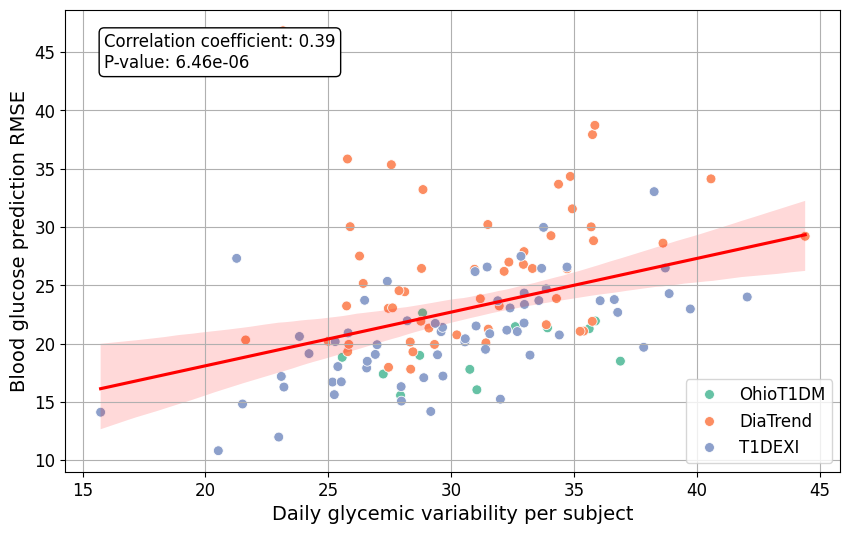 Correlation coefficient: 0.39
P-value: 6.46e-06
Blood glucose prediction RMSE
45
40
35
30
25
20
15
10
OhioT1DM
DiaTrend
T1DEXI
15 20 25 30 35 40 45
Daily glycemic variability per subject